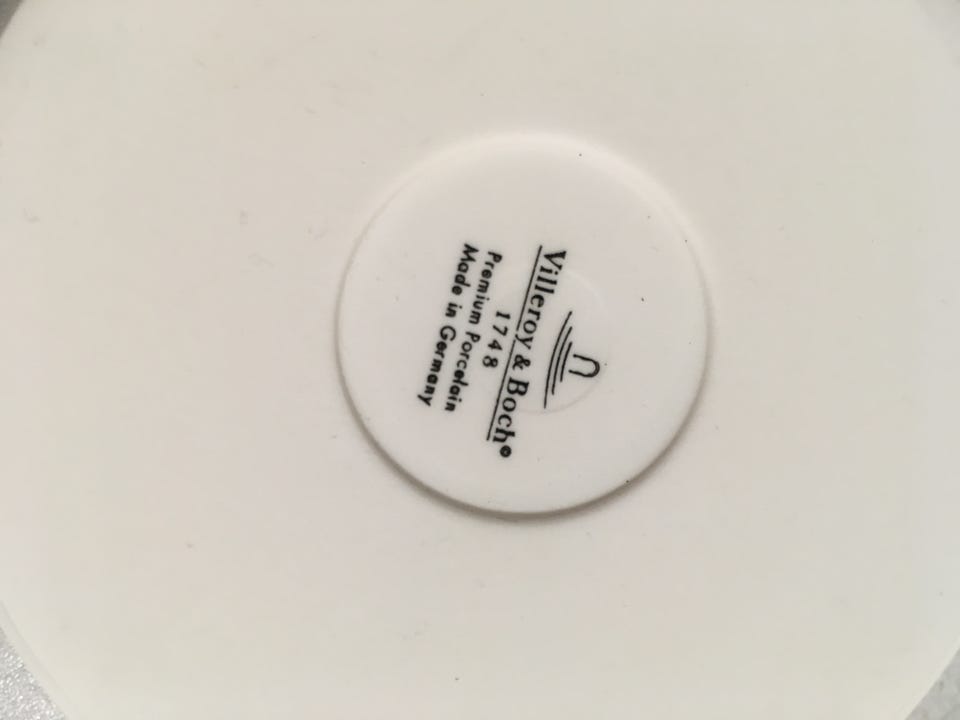 Villeroy & Boch®
1748
Premium Porcelain
Made in Germany